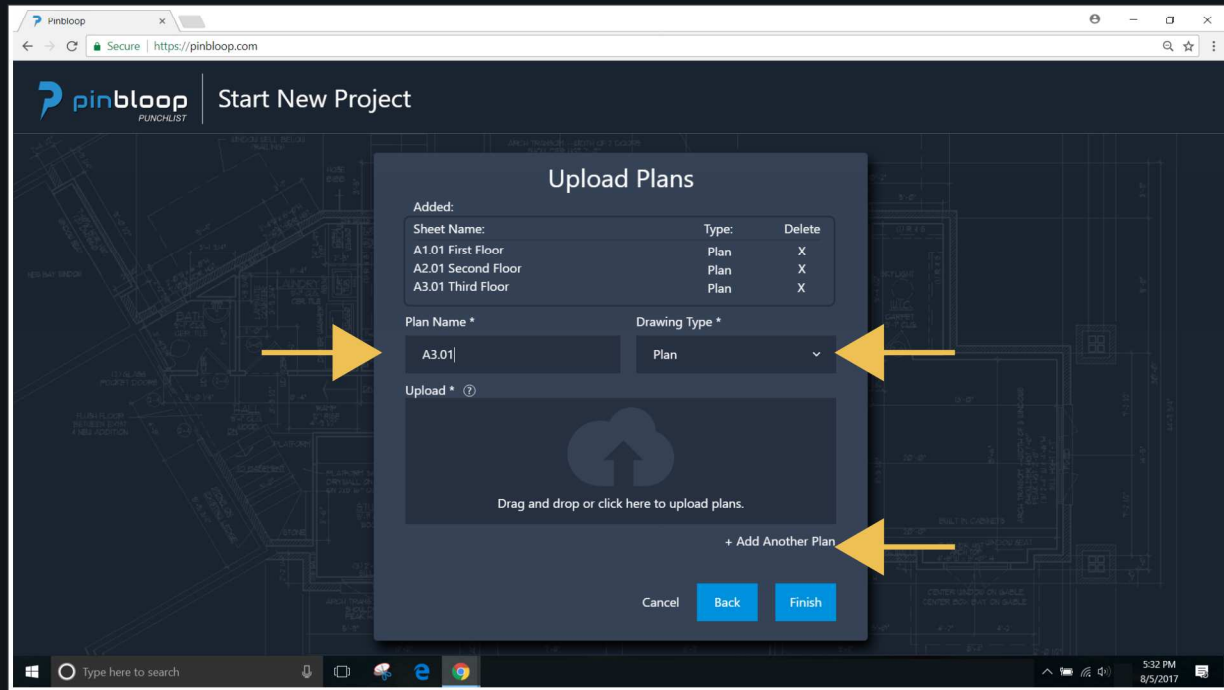 Pinbloop
Secure | https://pinbloop.com
pinbloop
PUNCHLIST
Start New Project
Upload Plans
Added:
Sheet Name: Type: Delete
A1.01 First Floor Plan X
A2.01 Second Floor Plan X
A3.01 Third Floor Plan X
Plan Name * Drawing Type *
A3.01 Plan
Upload * ?
Drag and drop or click here to upload plans.
+ Add Another Plan
Cancel Back Finish
Type here to search
5:32 PM
8/5/2017